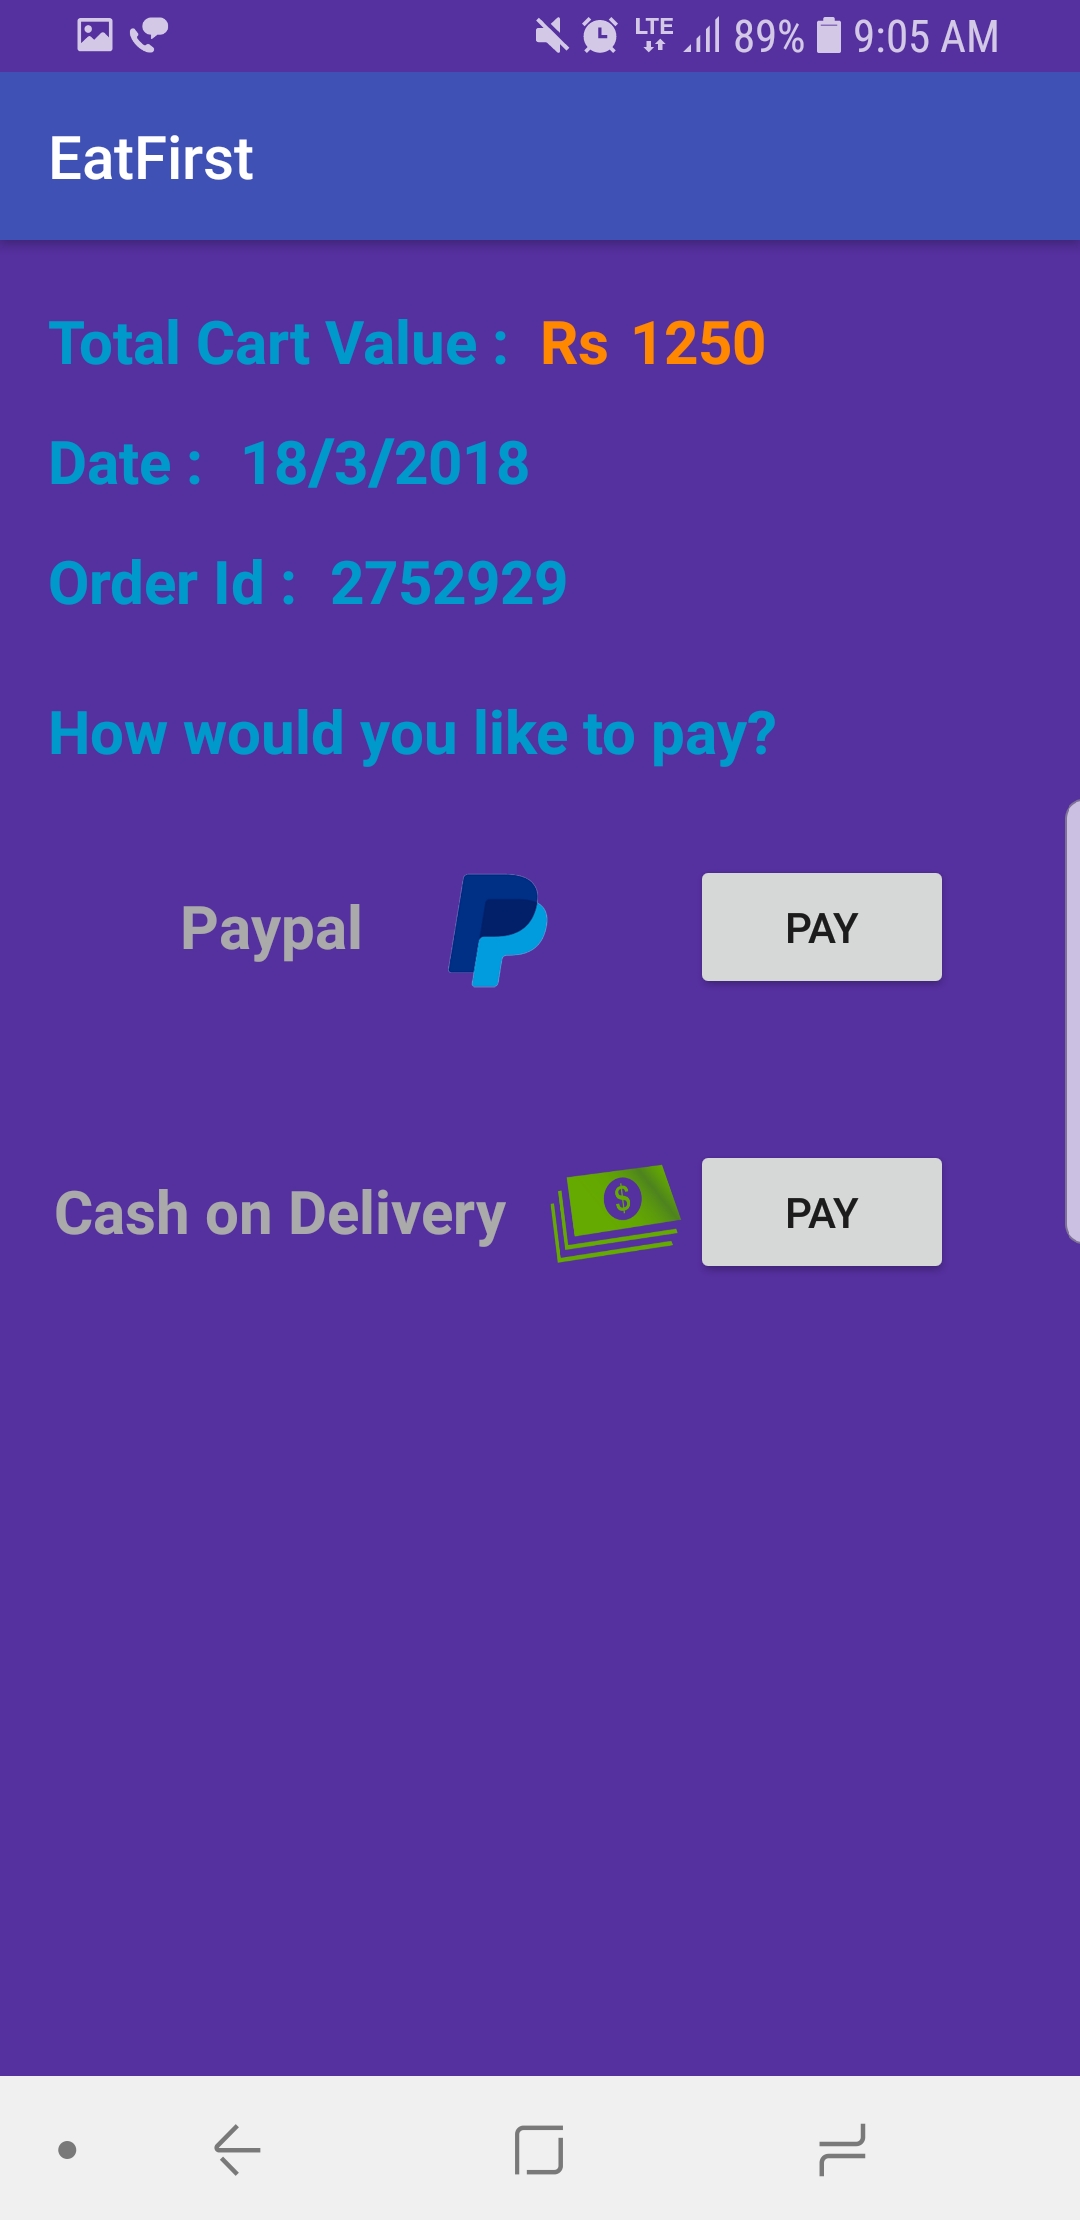 LTE 89% 9:05 AM
EatFirst
Total Cart Value : Rs 1250
Date : 18/3/2018
Order Id : 2752929
How would you like to pay?
Paypal PAY
Cash on Delivery $ PAY